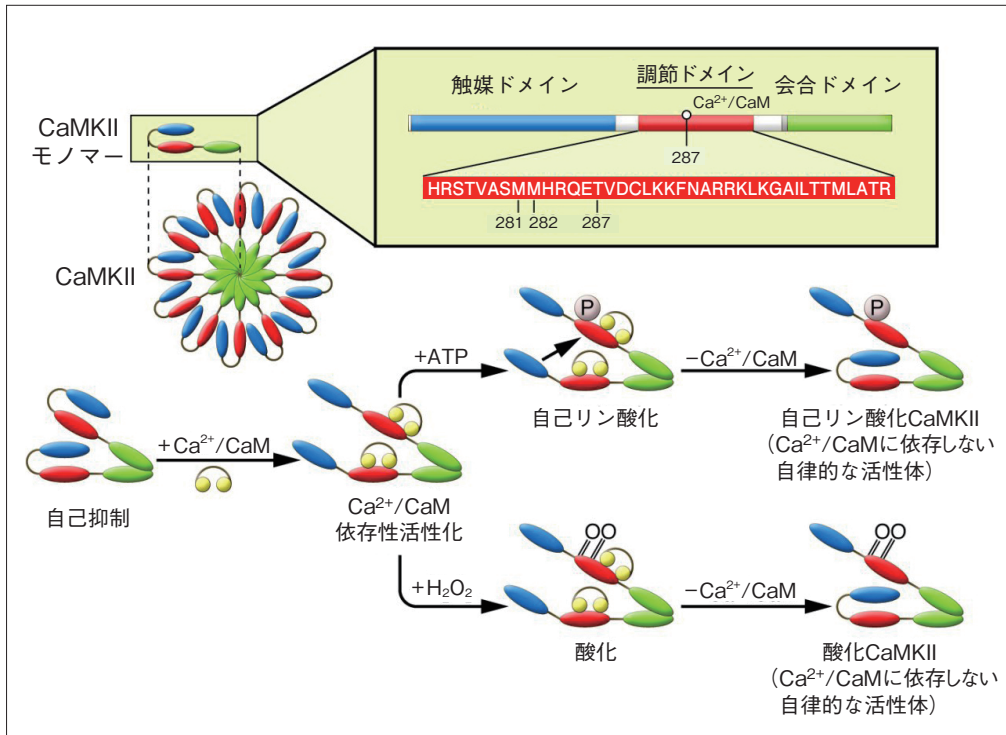 触媒ドメイン
調節ドメイン
会合ドメイン
Ca²⁺/CaM
287
HRSTVASMMHRQETVDCLKKFNARRKLKGAILTTMLATR
281
282
287
CaMKII
モノマー
CaMKII
自己抑制
+Ca²⁺/CaM
Ca²⁺/CaM
依存性活性化
+ATP
P
自己リン酸化
−Ca²⁺/CaM
P
自己リン酸化CaMKII
(Ca²⁺/CaMに依存しない
自律的な活性体)
+H₂O₂
OO
酸化
−Ca²⁺/CaM
OO
酸化CaMKII
(Ca²⁺/CaMに依存しない
自律的な活性体)